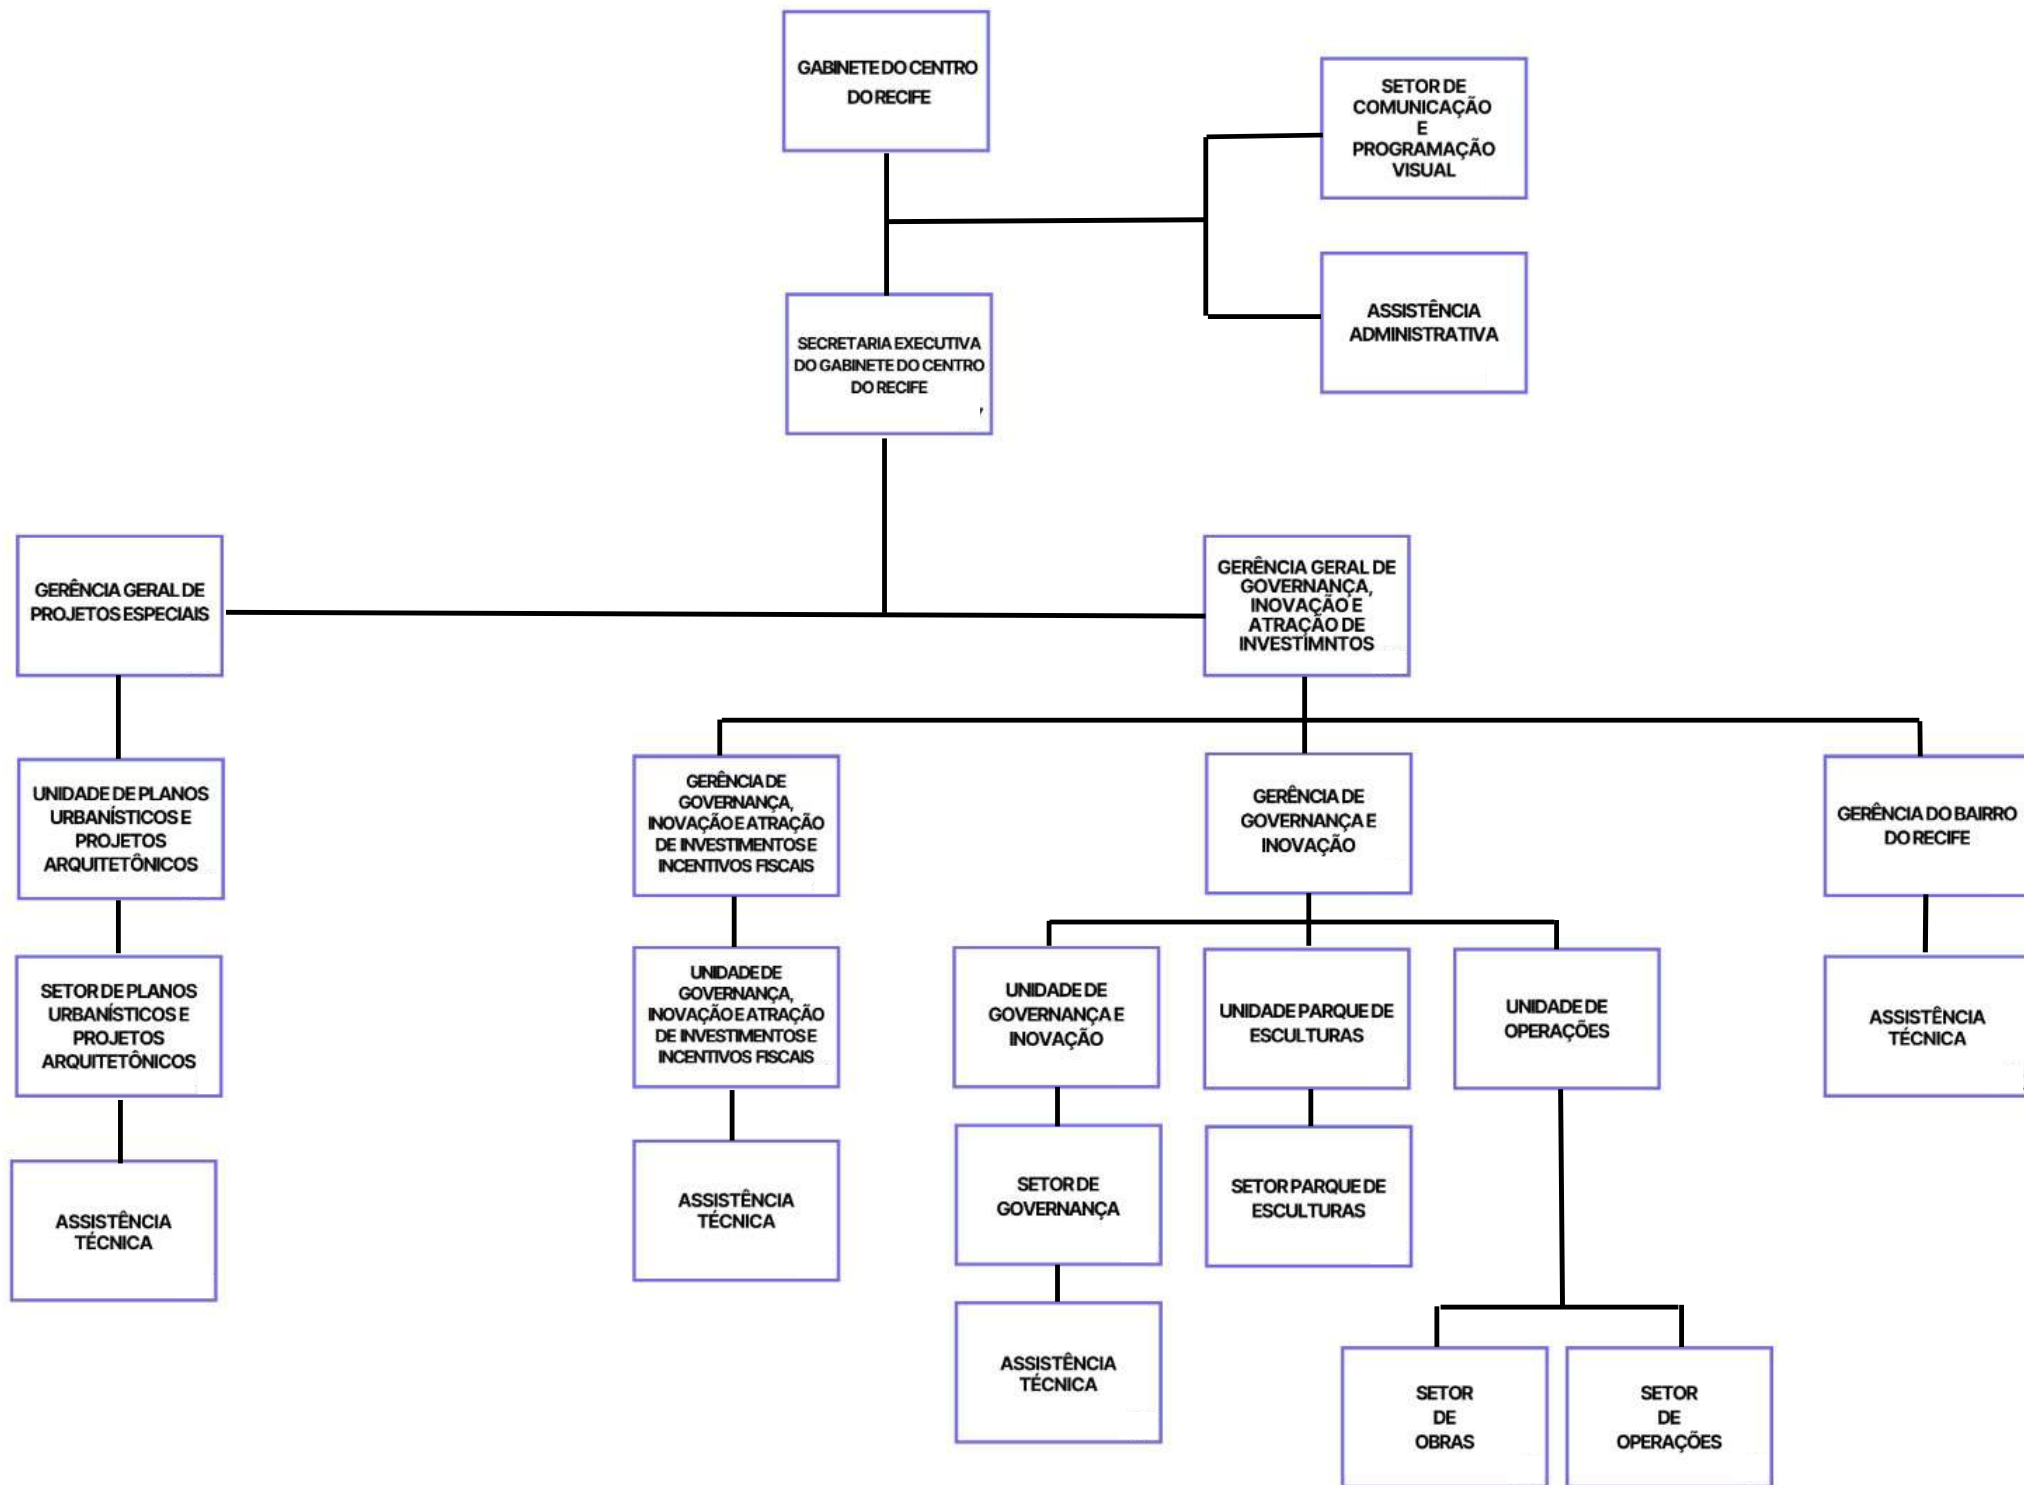 GABINETE DO CENTRO
DO RECIFE
SETOR DE
COMUNICAÇÃO
E
PROGRAMAÇÃO
VISUAL
ASSISTÊNCIA
ADMINISTRATIVA
SECRETARIA EXECUTIVA
DO GABINETE DO CENTRO
DO RECIFE
GERÊNCIA GERAL DE
PROJETOS ESPECIAIS
GERÊNCIA GERAL DE
GOVERNANÇA,
INOVAÇÃO E
ATRAÇÃO DE
INVESTIMNTOS
UNIDADE DE PLANOS
URBANÍSTICOS E
PROJETOS
ARQUITETÔNICOS
GERÊNCIA DE
GOVERNANÇA,
INOVAÇÃO E ATRAÇÃO
DE INVESTIMENTOS E
INCENTIVOS FISCAIS
GERÊNCIA DE
GOVERNANÇA E
INOVAÇÃO
GERÊNCIA DO BAIRRO
DO RECIFE
SETOR DE PLANOS
URBANÍSTICOS E
PROJETOS
ARQUITETÔNICOS
UNIDADE DE
GOVERNANÇA,
INOVAÇÃO E ATRAÇÃO
DE INVESTIMENTOS E
INCENTIVOS FISCAIS
UNIDADE DE
GOVERNANÇA E
INOVAÇÃO
UNIDADE PARQUE DE
ESCULTURAS
UNIDADE DE
OPERAÇÕES
ASSISTÊNCIA
TÉCNICA
ASSISTÊNCIA
TÉCNICA
ASSISTÊNCIA
TÉCNICA
SETOR DE
GOVERNANÇA
SETOR PARQUE DE
ESCULTURAS
ASSISTÊNCIA
TÉCNICA
SETOR
DE
OBRAS
SETOR
DE
OPERAÇÕES